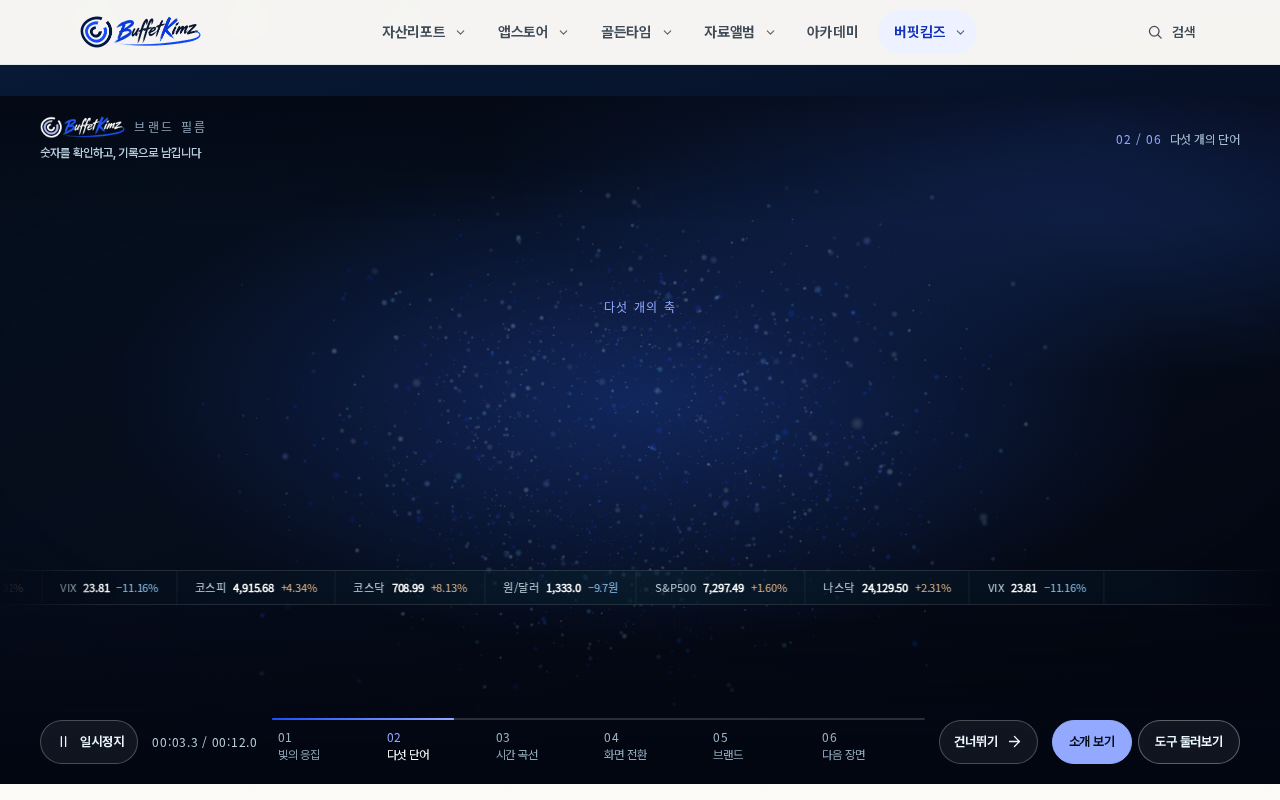 BuffetKimz
자산리포트
앱스토어
골든타임
자료앨범
아카데미
버핏킴즈
검색
BuffetKimz 브랜드 필름
숫자를 확인하고, 기록으로 남깁니다
02 / 06 다섯 개의 단어
다섯 개의 축
VIX 23.81 −11.16% 코스피 4,915.68 +4.34% 코스닥 708.99 +8.13% 원/달러 1,333.0 −9.7원 S&P500 7,297.49 +1.60% 나스닥 24,129.50 +2.31% VIX 23.81 −11.16%
일시정지
00:03.3 / 00:12.0
01
빛의 응집
02
다섯 단어
03
시간 곡선
04
화면 전환
05
브랜드
06
다음 장면
건너뛰기
소개 보기
도구 둘러보기